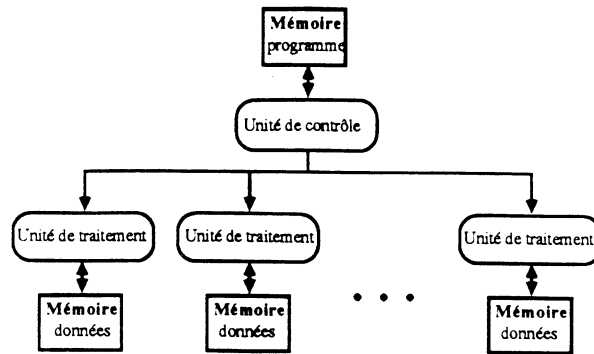 Mémoire
programme
Unité de contrôle
Unité de traitement
Unité de traitement
Unité de traitement
Mémoire
données
Mémoire
données
Mémoire
données